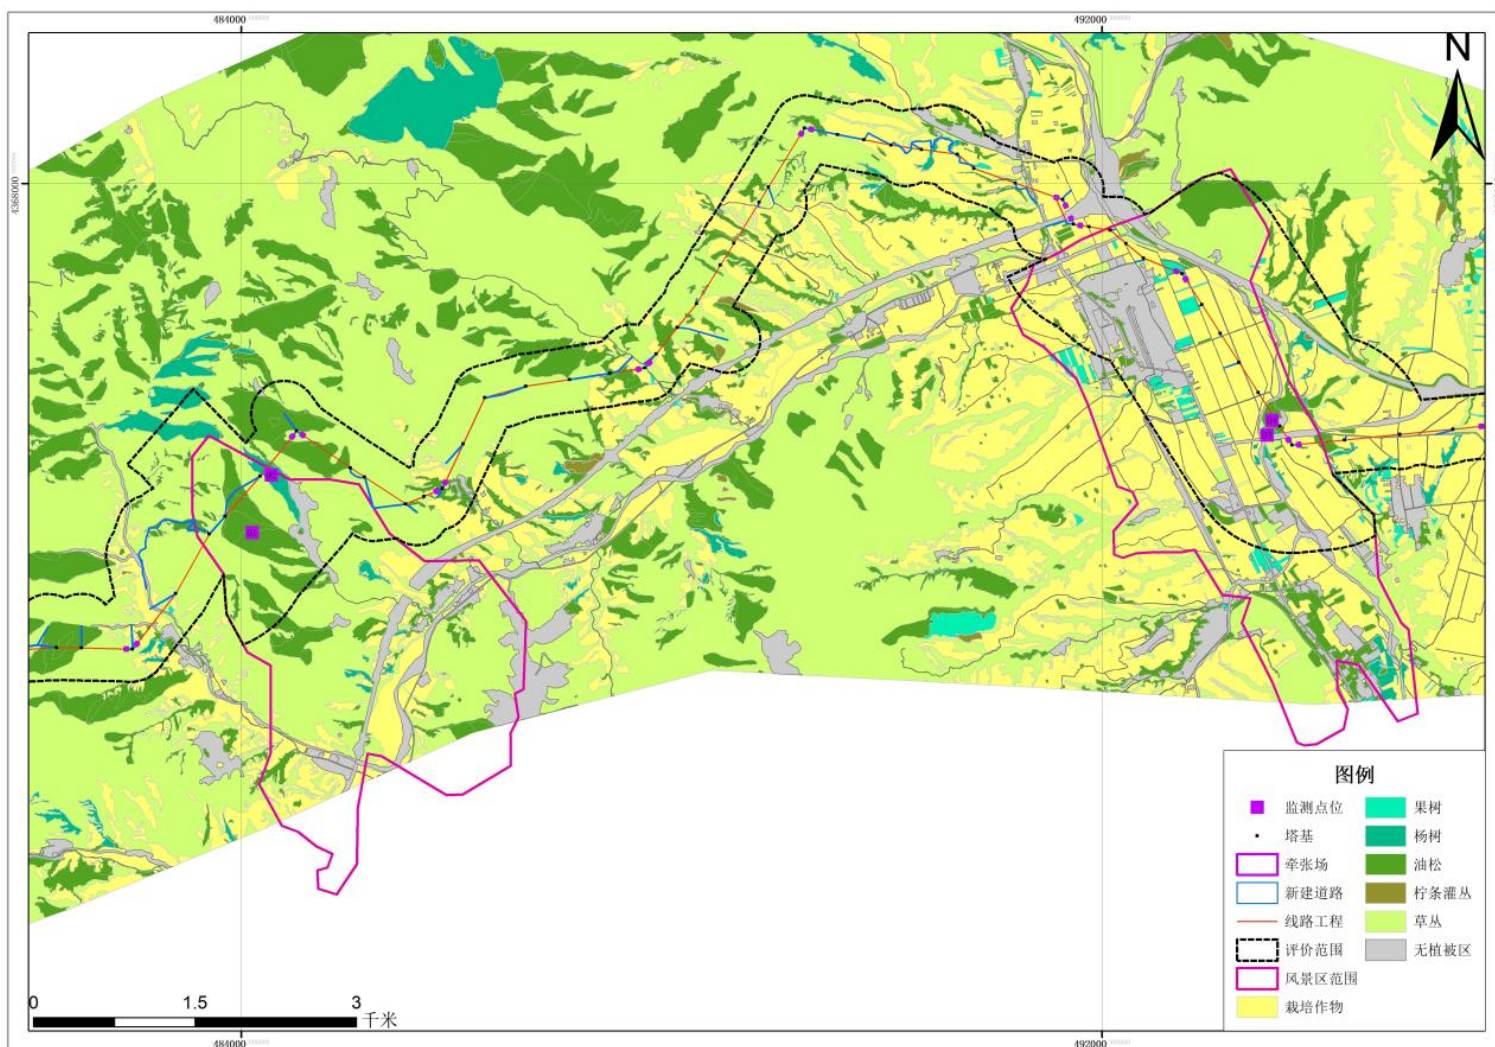 484000
492000
N
4368000
图例
监测点位
果树
塔基
杨树
牵张场
油松
新建道路
柠条灌丛
线路工程
草丛
评价范围
无植被区
风景区范围
栽培作物
0 1.5 3
千米
484000
492000